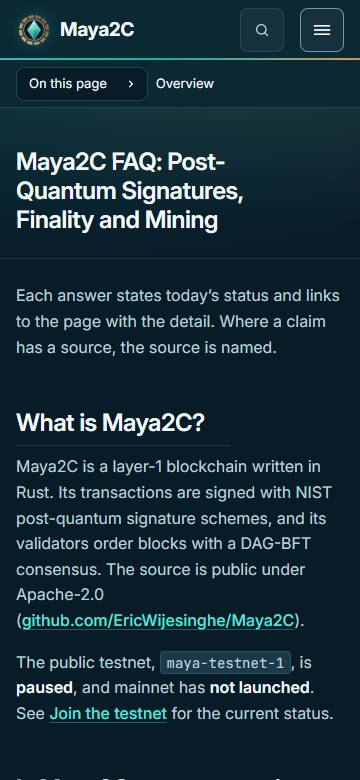 Maya2C
On this page › Overview
Maya2C FAQ: Post-
Quantum Signatures,
Finality and Mining
Each answer states today’s status and links
to the page with the detail. Where a claim
has a source, the source is named.
What is Maya2C?
Maya2C is a layer-1 blockchain written in
Rust. Its transactions are signed with NIST
post-quantum signature schemes, and its
validators order blocks with a DAG-BFT
consensus. The source is public under
Apache-2.0
(github.com/EricWijesinghe/Maya2C).
The public testnet, maya-testnet-1, is
paused, and mainnet has not launched.
See Join the testnet for the current status.